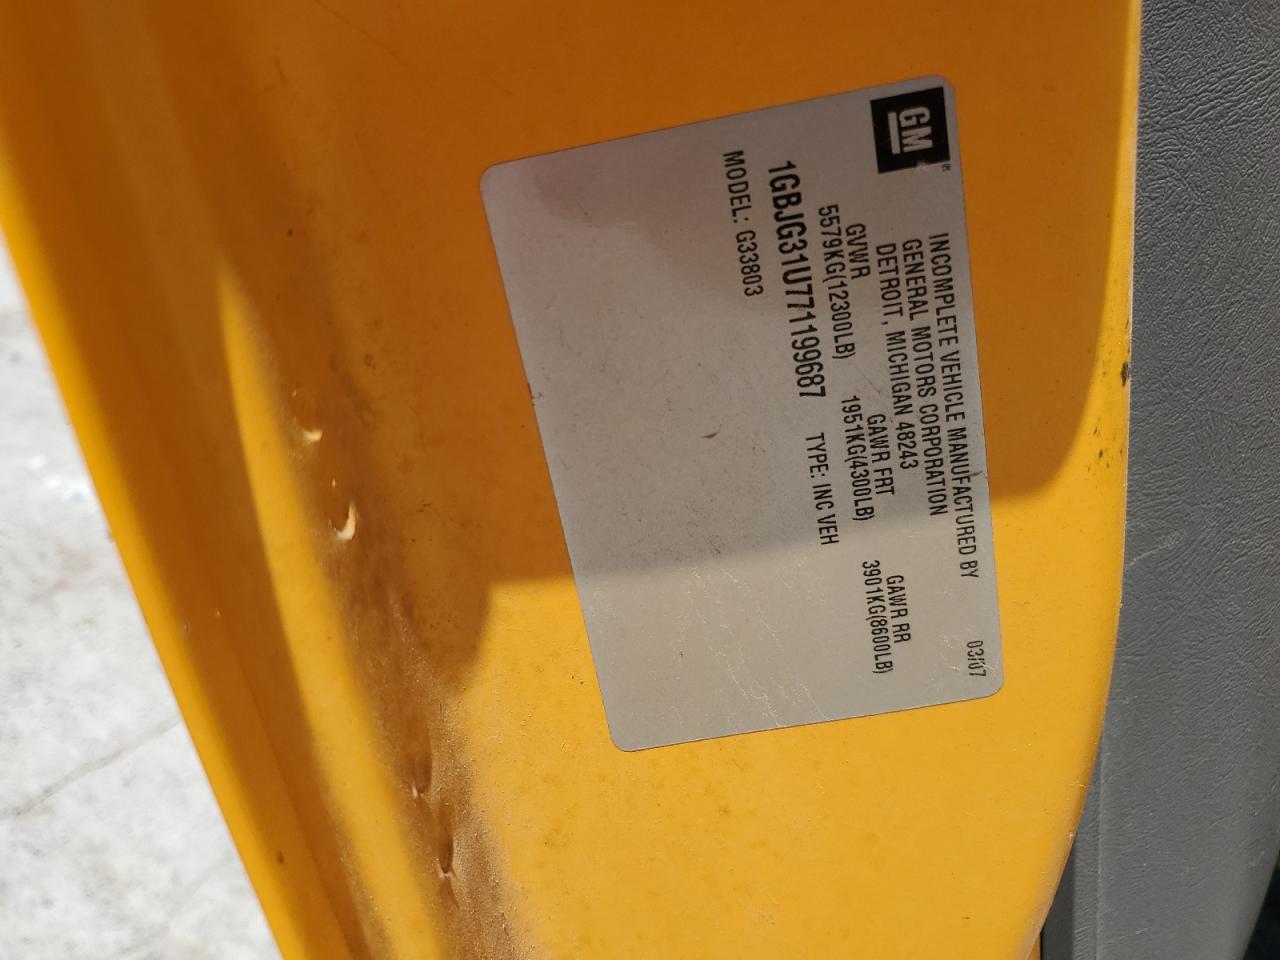 GM
INCOMPLETE VEHICLE MANUFACTURED BY
03/07
GENERAL MOTORS CORPORATION
DETROIT, MICHIGAN 48243
GVWR GAWR FRT GAWR RR
5579KG(12300LB) 1951KG(4300LB) 3901KG(8600LB)
1GBJG31U771199687 TYPE: INC VEH
MODEL: G33803